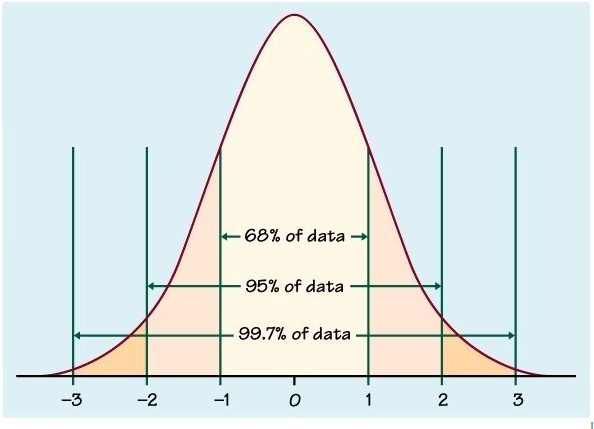 68% of data
95% of data
99.7% of data
-3 -2 -1 0 1 2 3